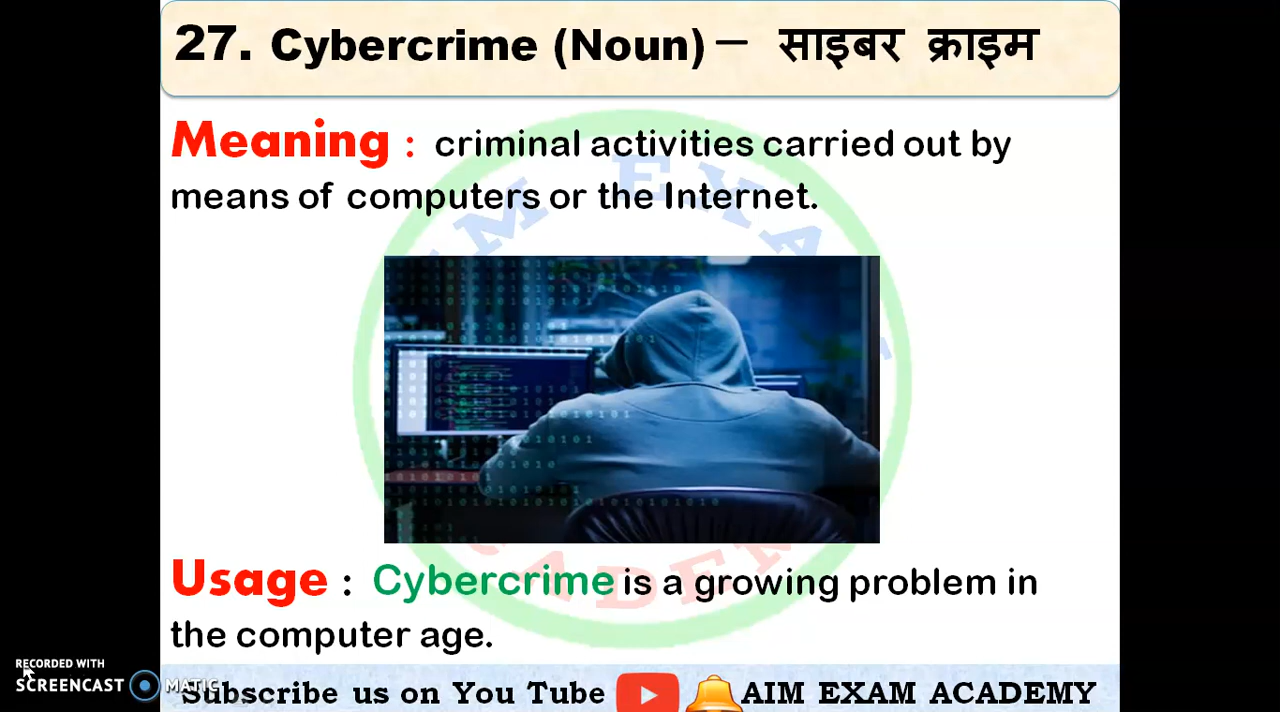 27. Cybercrime (Noun) – साइबर क्राइम
Meaning : criminal activities carried out by
means of computers or the Internet.
Usage : Cybercrime is a growing problem in
the computer age.
RECORDED WITH
SCREENCAST MATIC
Subscribe us on You Tube AIM EXAM ACADEMY